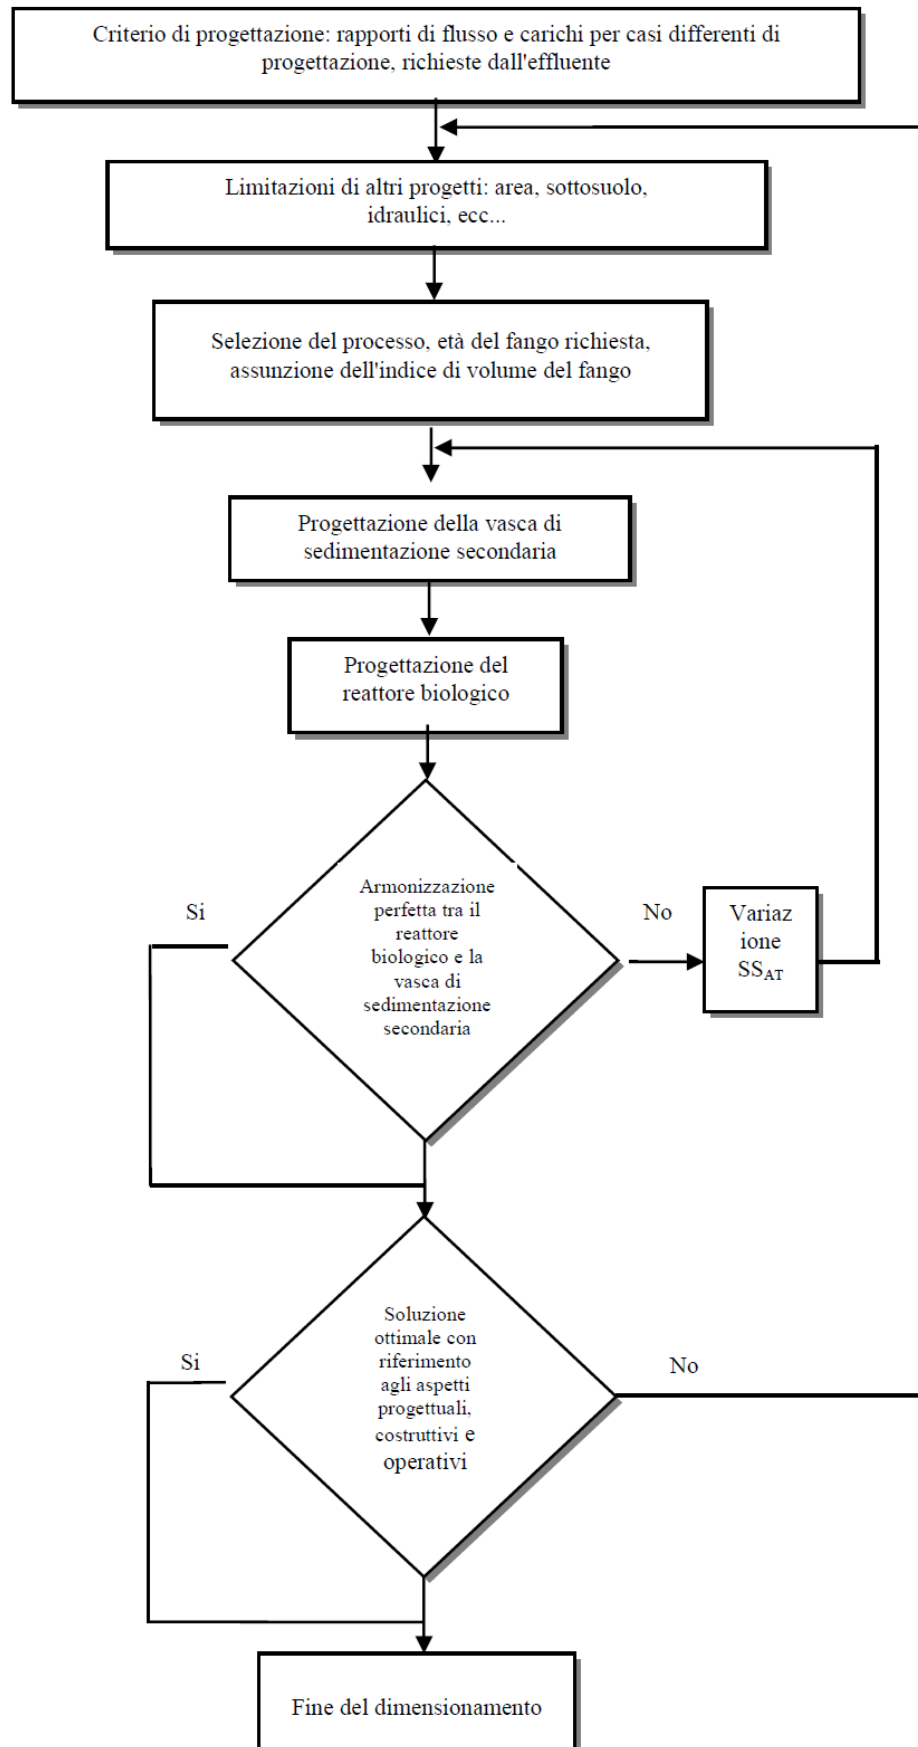 Criterio di progettazione: rapporti di flusso e carichi per casi differenti di
progettazione, richieste dall'effluente
Limitazioni di altri progetti: area, sottosuolo,
idraulici, ecc...
Selezione del processo, età del fango richiesta,
assunzione dell'indice di volume del fango
Progettazione della vasca di
sedimentazione secondaria
Progettazione del
reattore biologico
Armonizzazione
perfetta tra il
reattore
biologico e la
vasca di
sedimentazione
secondaria
Si
No
Variaz
ione
SSAT
Soluzione
ottimale con
riferimento
agli aspetti
progettuali,
costruttivi e
operativi
Si
No
Fine del dimensionamento